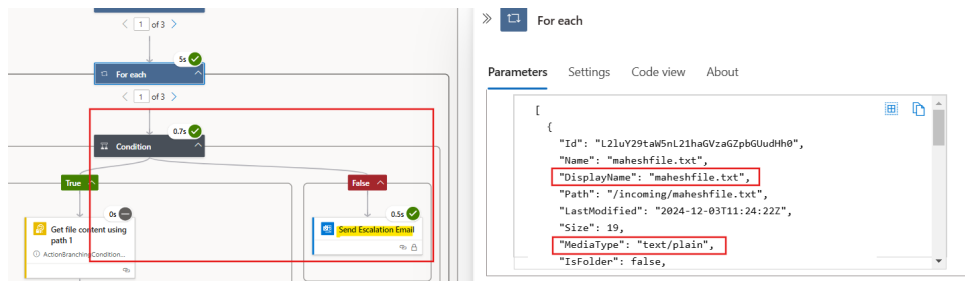 1 of 3
5s
For each
1 of 3
0.7s
Condition
True
False
0s
Get file content using
path 1
ActionBranchingCondition...
0.5s
Send Escalation Email
For each
Parameters Settings Code view About
[
{
"Id": "L2luY29taW5nL21haGVzaGZpbGUudHh0",
"Name": "maheshfile.txt",
"DisplayName": "maheshfile.txt",
"Path": "/incoming/maheshfile.txt",
"LastModified": "2024-12-03T11:24:22Z",
"Size": 19,
"MediaType": "text/plain",
"IsFolder": false,